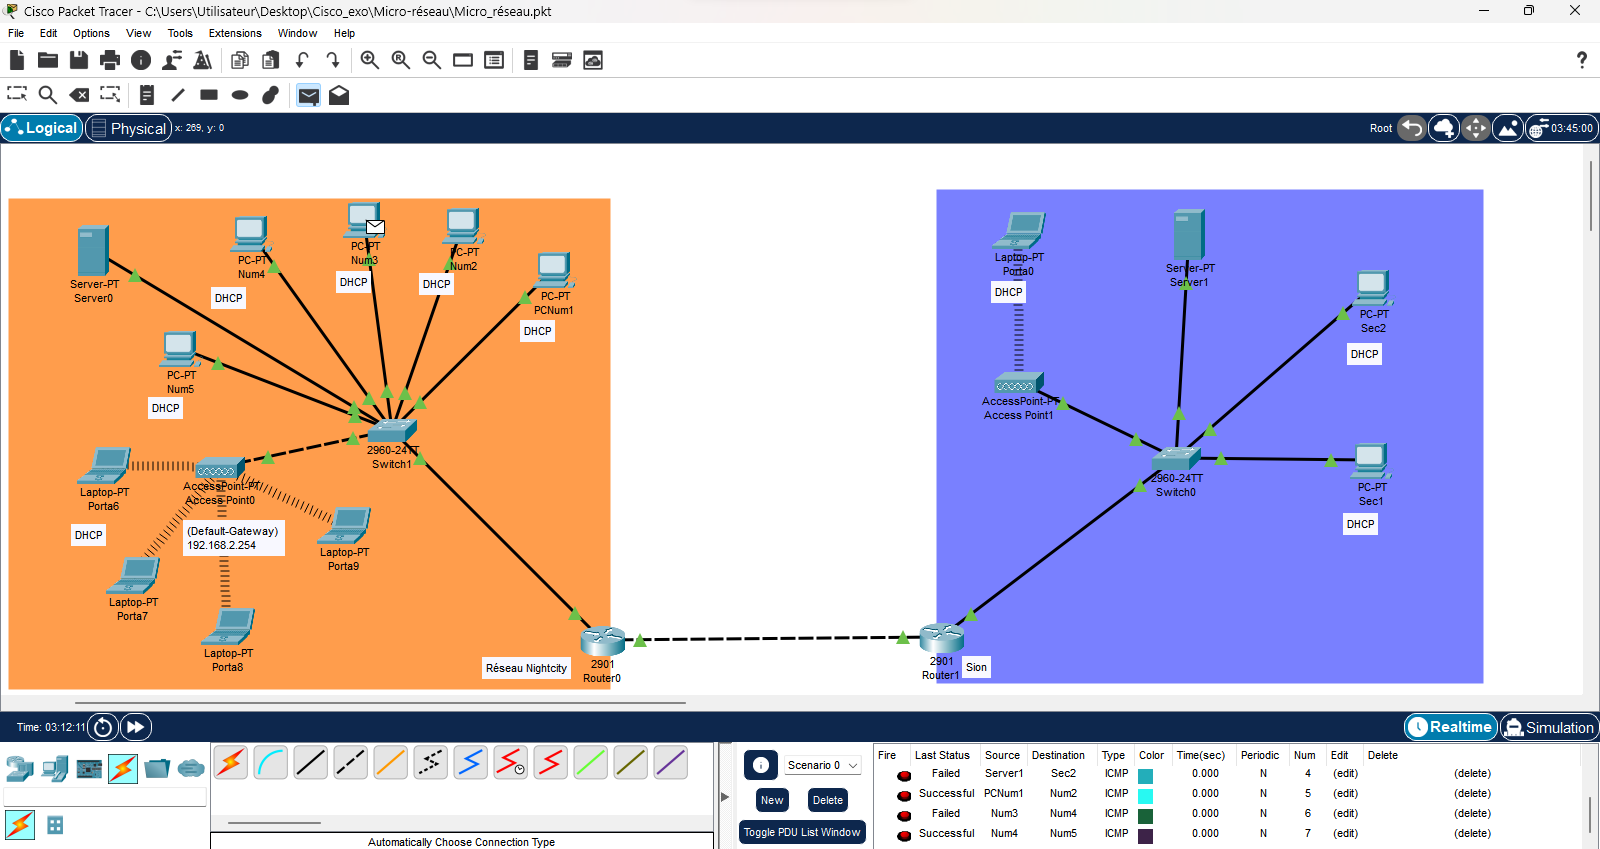 Cisco Packet Tracer - C:\Users\Utilisateur\Desktop\Cisco_exo\Micro-réseau\Micro_réseau.pkt
File Edit Options View Tools Extensions Window Help
?
Logical Physical x: 269, y: 0 Root 03:45:00
Server-PT
Server0
PC-PT
Num4
DHCP
PC-PT
Num3
DHCP
PC-PT
Num2
DHCP
PC-PT
PCNum1
DHCP
PC-PT
Num5
DHCP
2960-24TT
Switch1
Laptop-PT
Porta6
DHCP
AccessPoint-PT
Access Point0
(Default-Gateway)
192.168.2.254
Laptop-PT
Porta9
Laptop-PT
Porta7
Laptop-PT
Porta8
Réseau Nightcity
2901
Router0
Laptop-PT
Porta0
DHCP
Server-PT
Server1
PC-PT
Sec2
DHCP
AccessPoint-PT
Access Point1
2960-24TT
Switch0
PC-PT
Sec1
DHCP
2901
Router1
Sion
Time: 03:12:11 Realtime Simulation
Automatically Choose Connection Type
Scenario 0
New Delete
Toggle PDU List Window
Fire Last Status Source Destination Type Color Time(sec) Periodic Num Edit Delete
Failed Server1 Sec2 ICMP 0.000 N 4 (edit) (delete)
Successful PCNum1 Num2 ICMP 0.000 N 5 (edit) (delete)
Failed Num3 Num4 ICMP 0.000 N 6 (edit) (delete)
Successful Num4 Num5 ICMP 0.000 N 7 (edit) (delete)